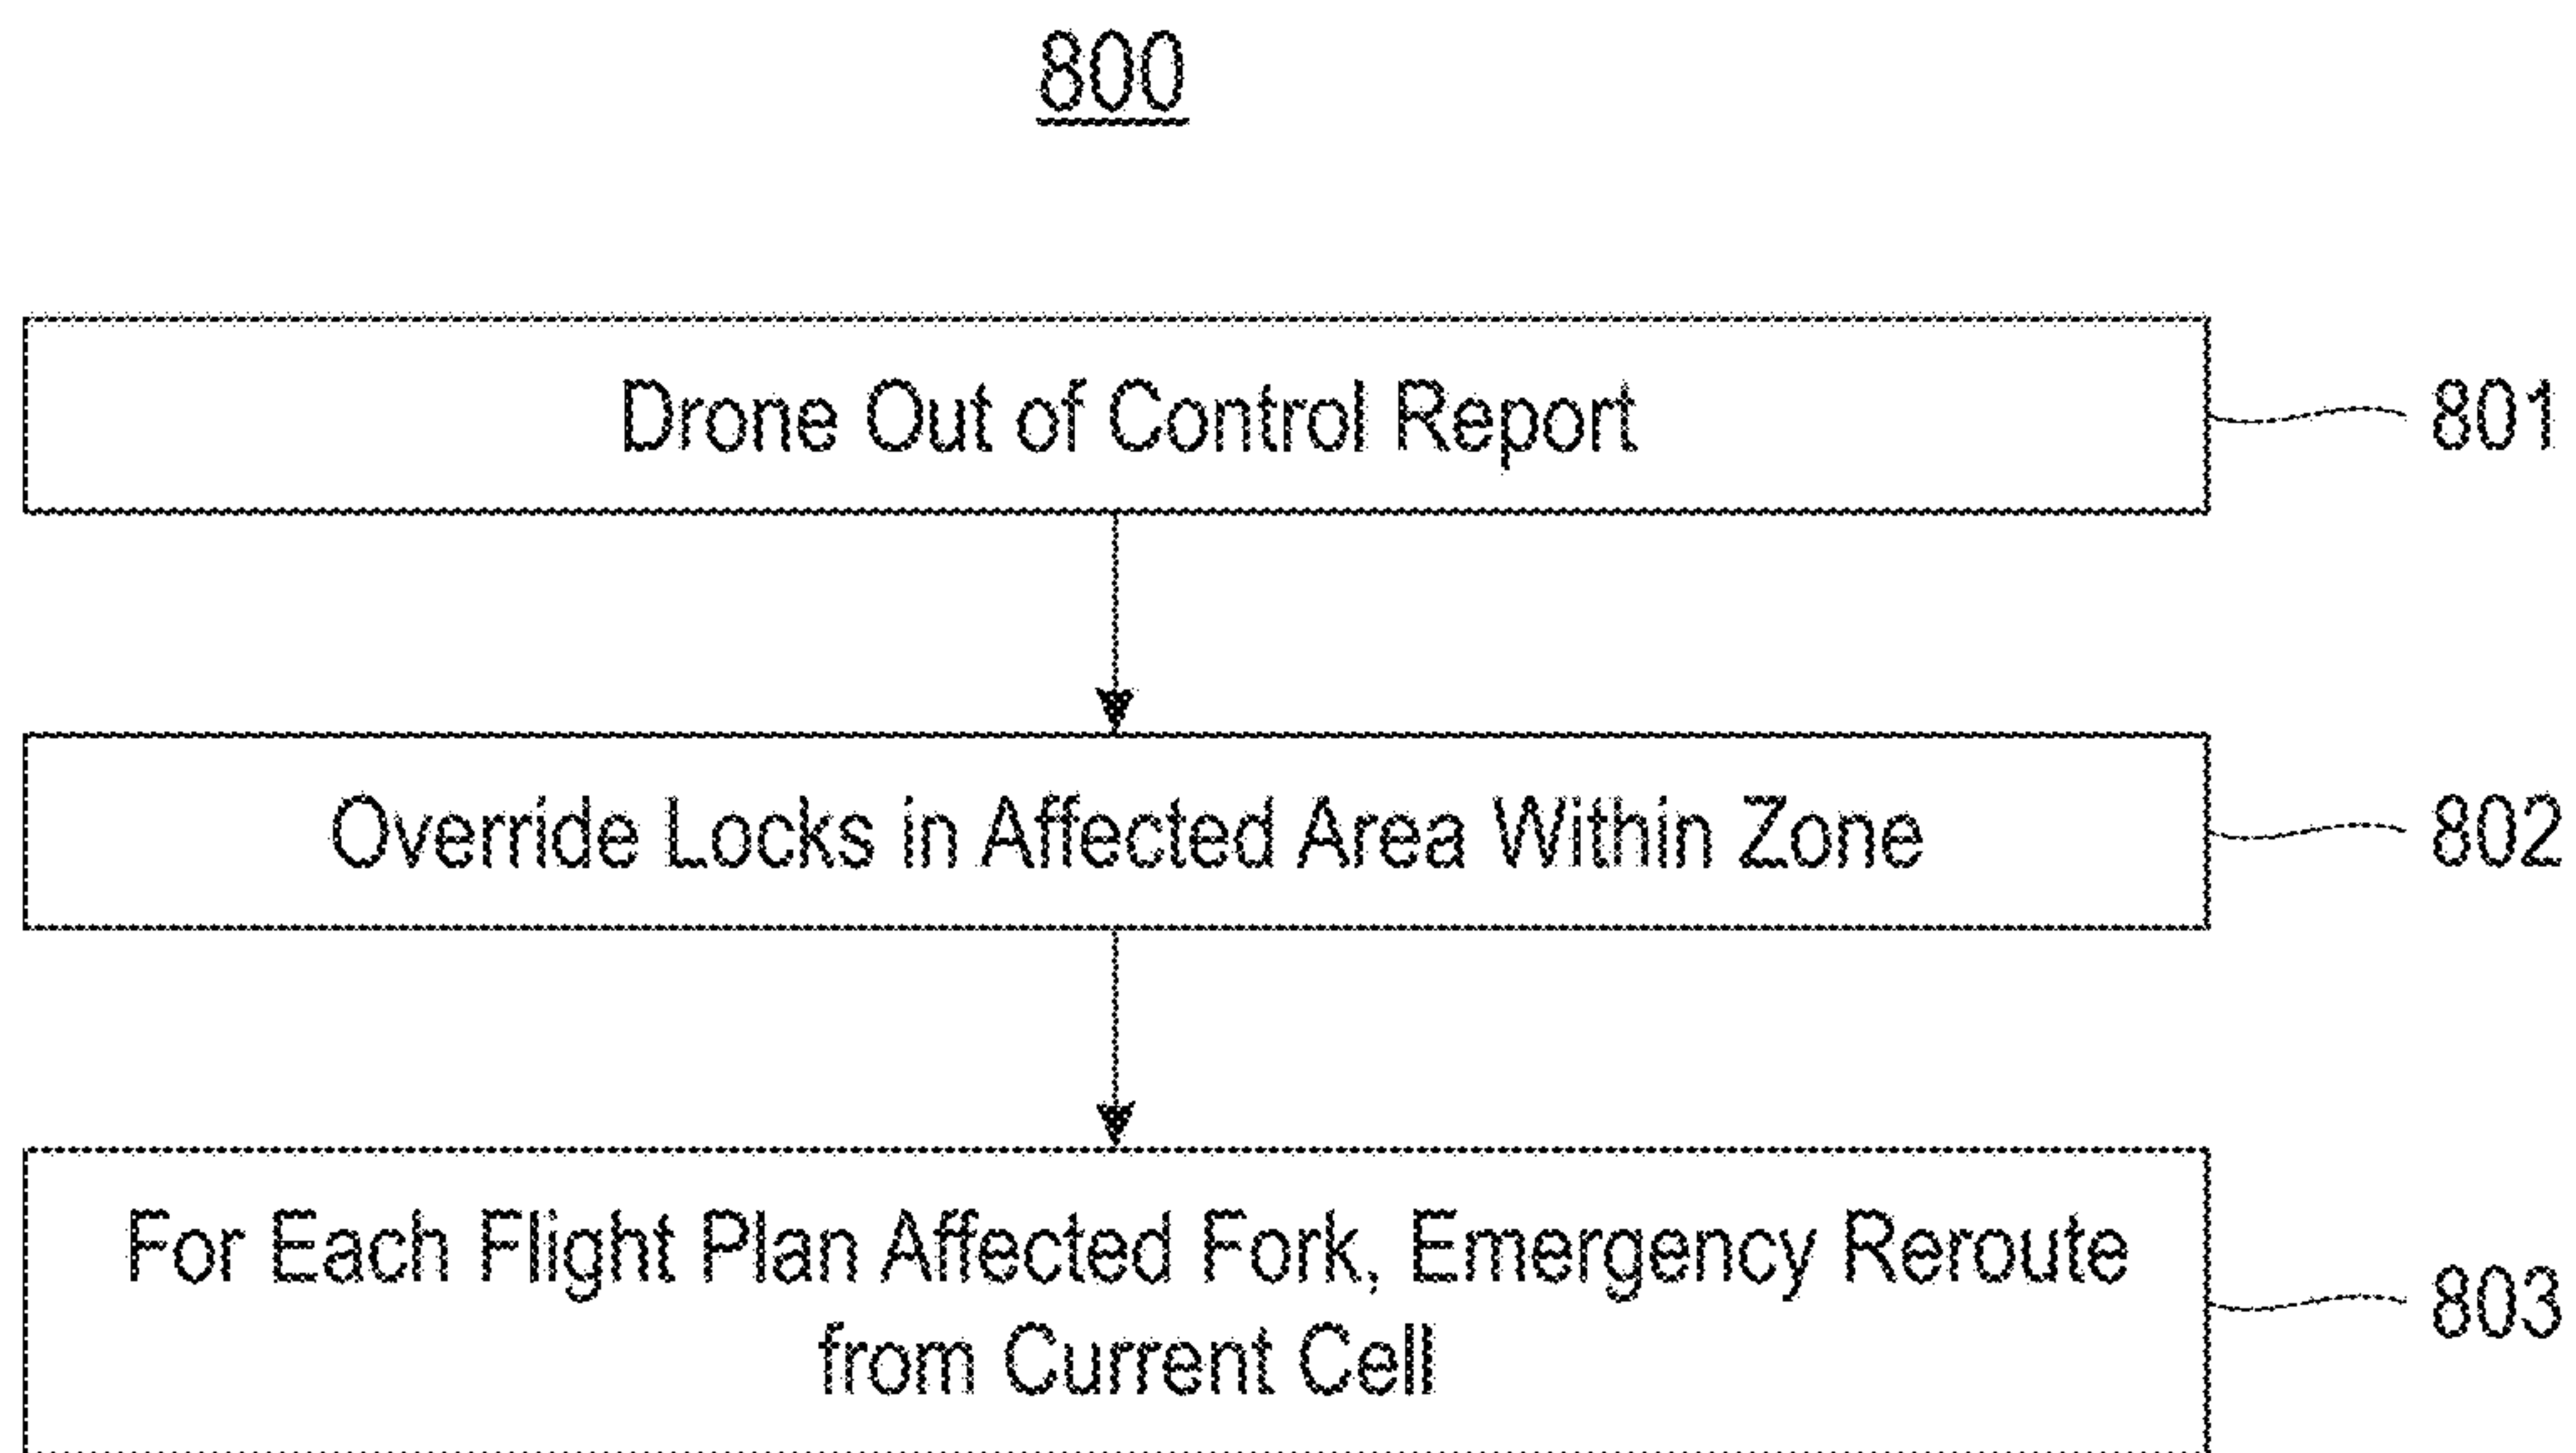 800
Drone Out of Control Report
801
Override Locks in Affected Area Within Zone
802
For Each Flight Plan Affected Fork, Emergency Reroute
from Current Cell
803